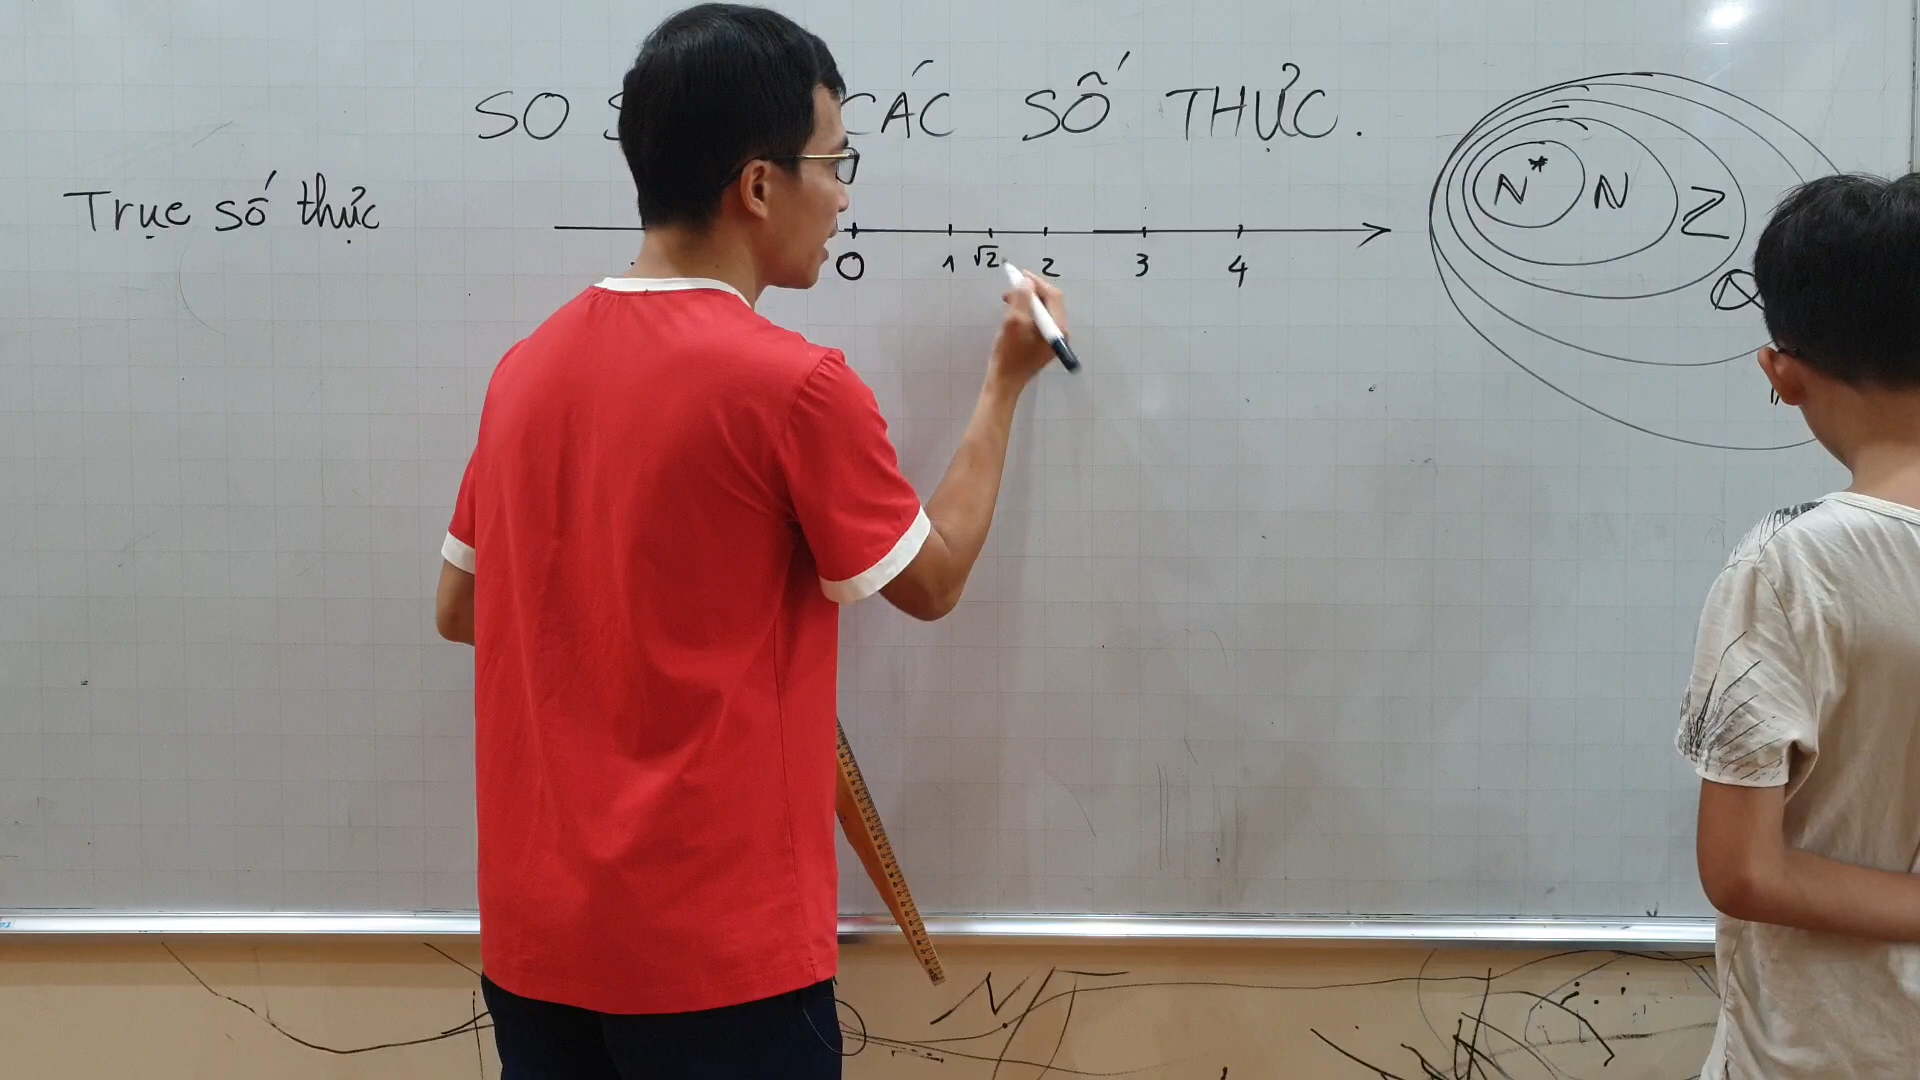 SO CÁC SỐ THỰC.
Trục số thực
0 1 √2 2 3 4
N* N Z
Q